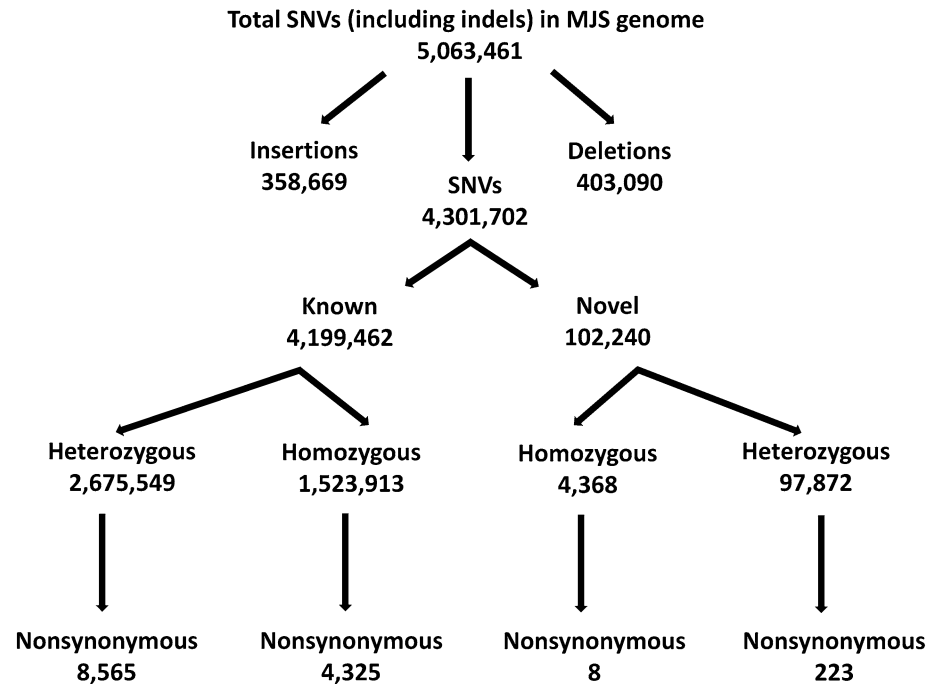 Total SNVs (including indels) in MJS genome
5,063,461
Insertions
358,669
Deletions
403,090
SNVs
4,301,702
Known
4,199,462
Novel
102,240
Heterozygous
2,675,549
Homozygous
1,523,913
Homozygous
4,368
Heterozygous
97,872
Nonsynonymous
8,565
Nonsynonymous
4,325
Nonsynonymous
8
Nonsynonymous
223